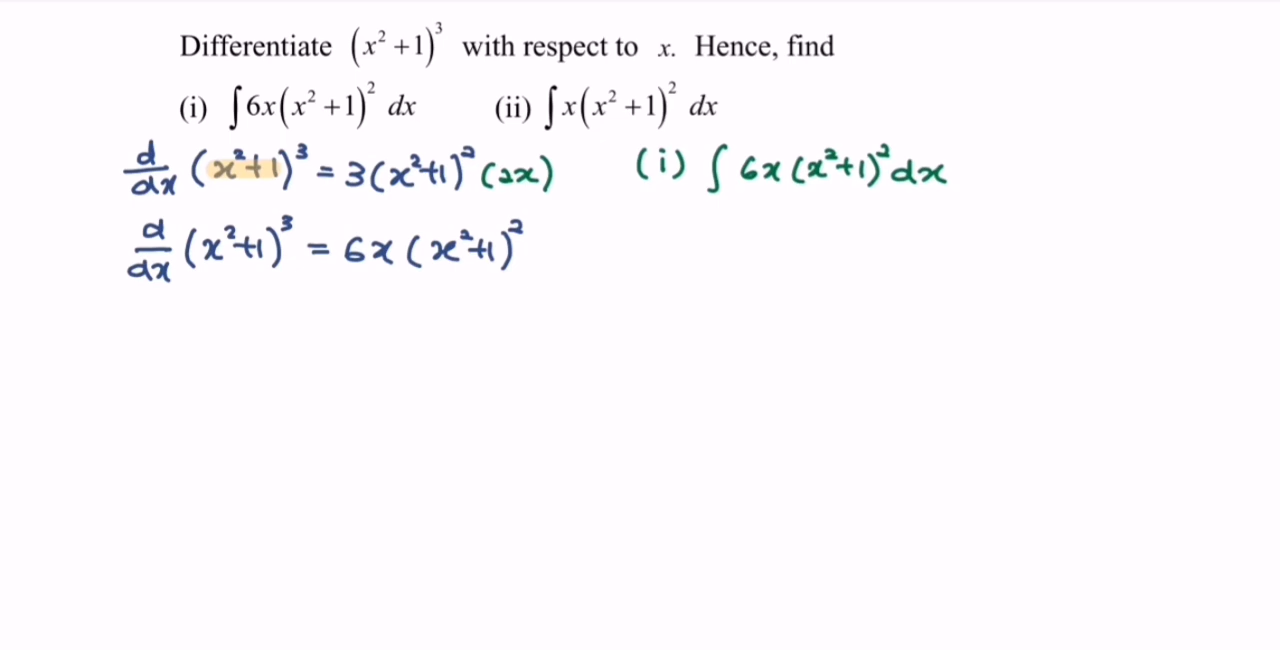 Differentiate (x² + 1)³ with respect to x. Hence, find
(i) ∫6x(x² + 1)² dx (ii) ∫x(x² + 1)² dx
d/dx (x²+1)³ = 3(x²+1)² (2x) (i) ∫ 6x (x²+1)² dx
d/dx (x²+1)³ = 6x (x²+1)²